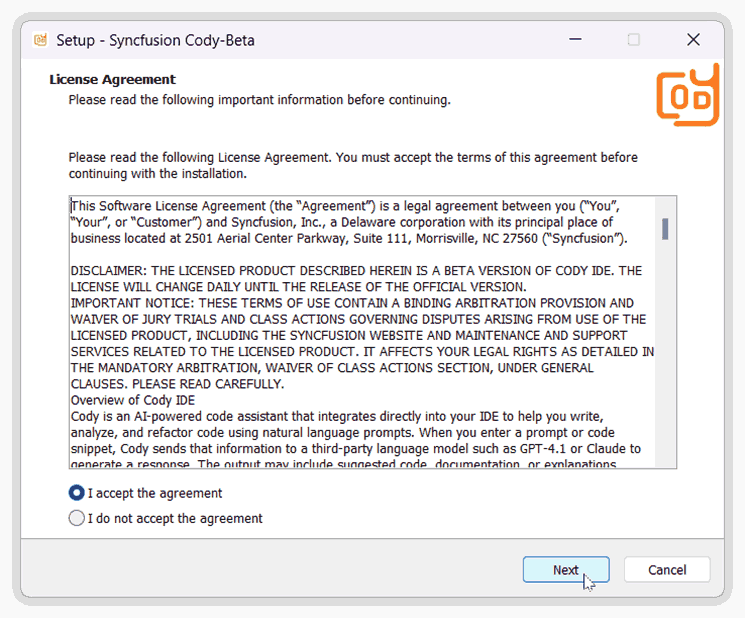 Setup - Syncfusion Cody-Beta
License Agreement
Please read the following important information before continuing.
COD
Please read the following License Agreement. You must accept the terms of this agreement before
continuing with the installation.
This Software License Agreement (the “Agreement”) is a legal agreement between you (“You”,
“Your”, or “Customer”) and Syncfusion, Inc., a Delaware corporation with its principal place of
business located at 2501 Aerial Center Parkway, Suite 111, Morrisville, NC 27560 (“Syncfusion”).
DISCLAIMER: THE LICENSED PRODUCT DESCRIBED HEREIN IS A BETA VERSION OF CODY IDE. THE
LICENSE WILL CHANGE DAILY UNTIL THE RELEASE OF THE OFFICIAL VERSION.
IMPORTANT NOTICE: THESE TERMS OF USE CONTAIN A BINDING ARBITRATION PROVISION AND
WAIVER OF JURY TRIALS AND CLASS ACTIONS GOVERNING DISPUTES ARISING FROM USE OF THE
LICENSED PRODUCT, INCLUDING THE SYNCFUSION WEBSITE AND MAINTENANCE AND SUPPORT
SERVICES RELATED TO THE LICENSED PRODUCT. IT AFFECTS YOUR LEGAL RIGHTS AS DETAILED IN
THE MANDATORY ARBITRATION, WAIVER OF CLASS ACTIONS SECTION, UNDER GENERAL
CLAUSES. PLEASE READ CAREFULLY.
Overview of Cody IDE
Cody is an AI-powered code assistant that integrates directly into your IDE to help you write,
analyze, and refactor code using natural language prompts. When you enter a prompt or code
snippet, Cody sends that information to a third-party language model such as GPT-4.1 or Claude to
generate a response. The output may include suggested code, documentation, or explanations
I accept the agreement
I do not accept the agreement
Next
Cancel